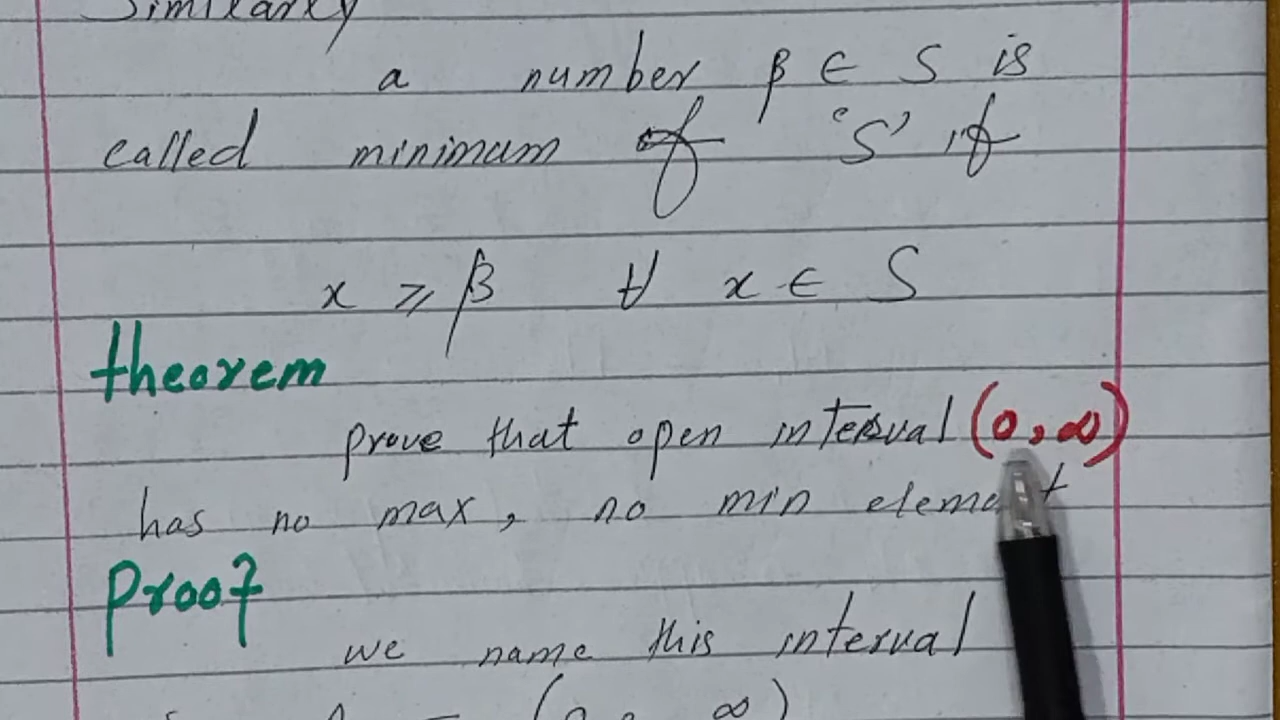 Similarly
a number β ∈ S is
called minimum of 'S' if
x ⩾ β ∀ x ∈ S
theorem
prove that open interval (0,∞)
has no max, no min element
Proof
we name this interval
(0, ∞)